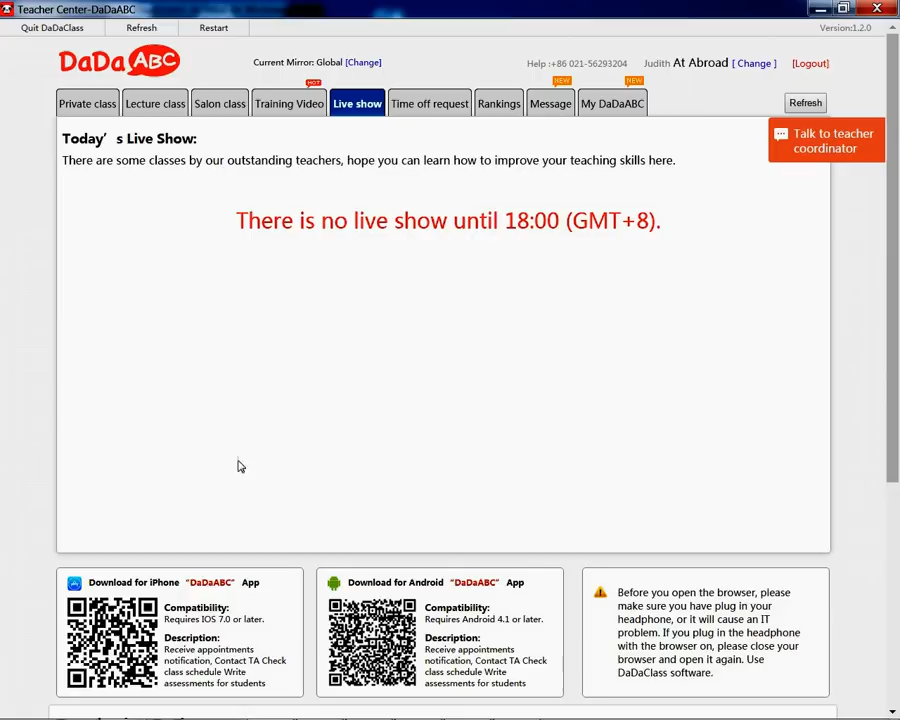 Teacher Center-DaDaABC
Quit DaDaClass Refresh Restart Version:1.2.0
DaDa ABC
Current Mirror: Global [Change]
Help :+86 021-56293204 Judith At Abroad [ Change ] [Logout]
HOT NEW NEW
Private class Lecture class Salon class Training Video Live show Time off request Rankings Message My DaDaABC Refresh
Today’s Live Show:
There are some classes by our outstanding teachers, hope you can learn how to improve your teaching skills here.
Talk to teacher
coordinator
There is no live show until 18:00 (GMT+8).
Download for iPhone "DaDaABC" App
Compatibility:
Requires IOS 7.0 or later.
Description:
Receive appointments
notification, Contact TA Check
class schedule Write
assessments for students
Download for Android "DaDaABC" App
Compatibility:
Requires Android 4.1 or later.
Description:
Receive appointments
notification, Contact TA Check
class schedule Write
assessments for students
Before you open the browser, please
make sure you have plug in your
headphone, or it will cause an IT
problem. If you plug in the headphone
with the browser on, please close your
browser and open it again. Use
DaDaClass software.